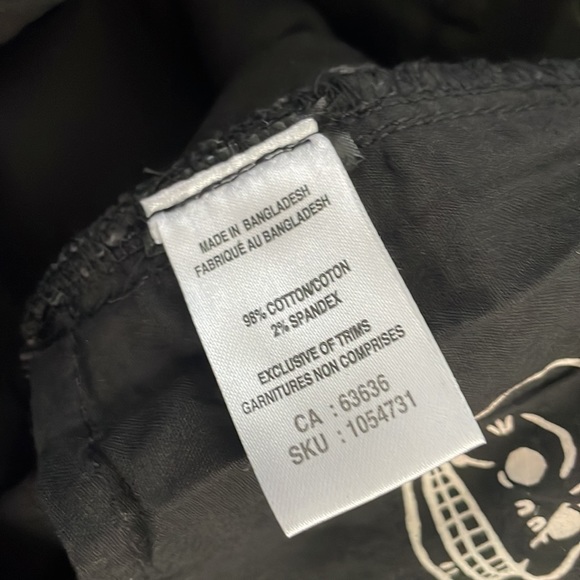 MADE IN BANGLADESH
FABRIQUÉ AU BANGLADESH
98% COTTON/COTON
2% SPANDEX
EXCLUSIVE OF TRIMS
GARNITURES NON COMPRISES
CA : 63636
SKU : 1054731